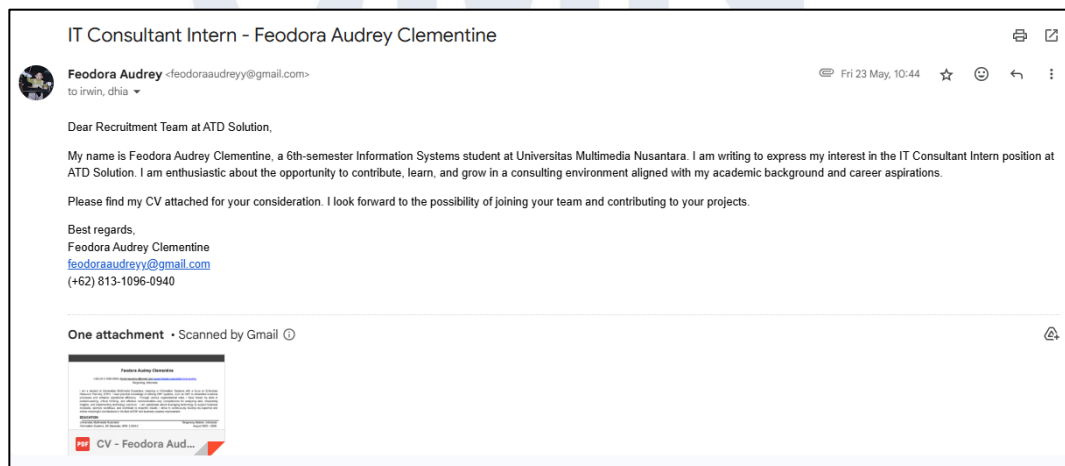 IT Consultant Intern - Feodora Audrey Clementine
Feodora Audrey <feodoraaudreyy@gmail.com>
Fri 23 May, 10:44
to irwin, dhia
Dear Recruitment Team at ATD Solution,
My name is Feodora Audrey Clementine, a 6th-semester Information Systems student at Universitas Multimedia Nusantara. I am writing to express my interest in the IT Consultant Intern position at
ATD Solution. I am enthusiastic about the opportunity to contribute, learn, and grow in a consulting environment aligned with my academic background and career aspirations.
Please find my CV attached for your consideration. I look forward to the possibility of joining your team and contributing to your projects.
Best regards,
Feodora Audrey Clementine
feodoraaudreyy@gmail.com
(+62) 813-1096-0940
One attachment • Scanned by Gmail
Feodora Audrey Clementine
EDUCATION
PDF CV - Feodora Aud...